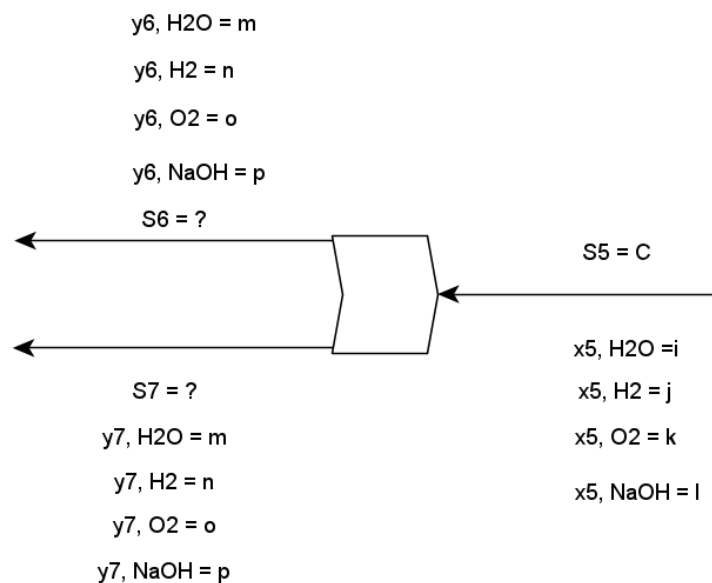 y6, H2O = m
y6, H2 = n
y6, O2 = o
y6, NaOH = p
S6 = ?
S5 = C
x5, H2O =i
x5, H2 = j
x5, O2 = k
x5, NaOH = l
S7 = ?
y7, H2O = m
y7, H2 = n
y7, O2 = o
y7, NaOH = p